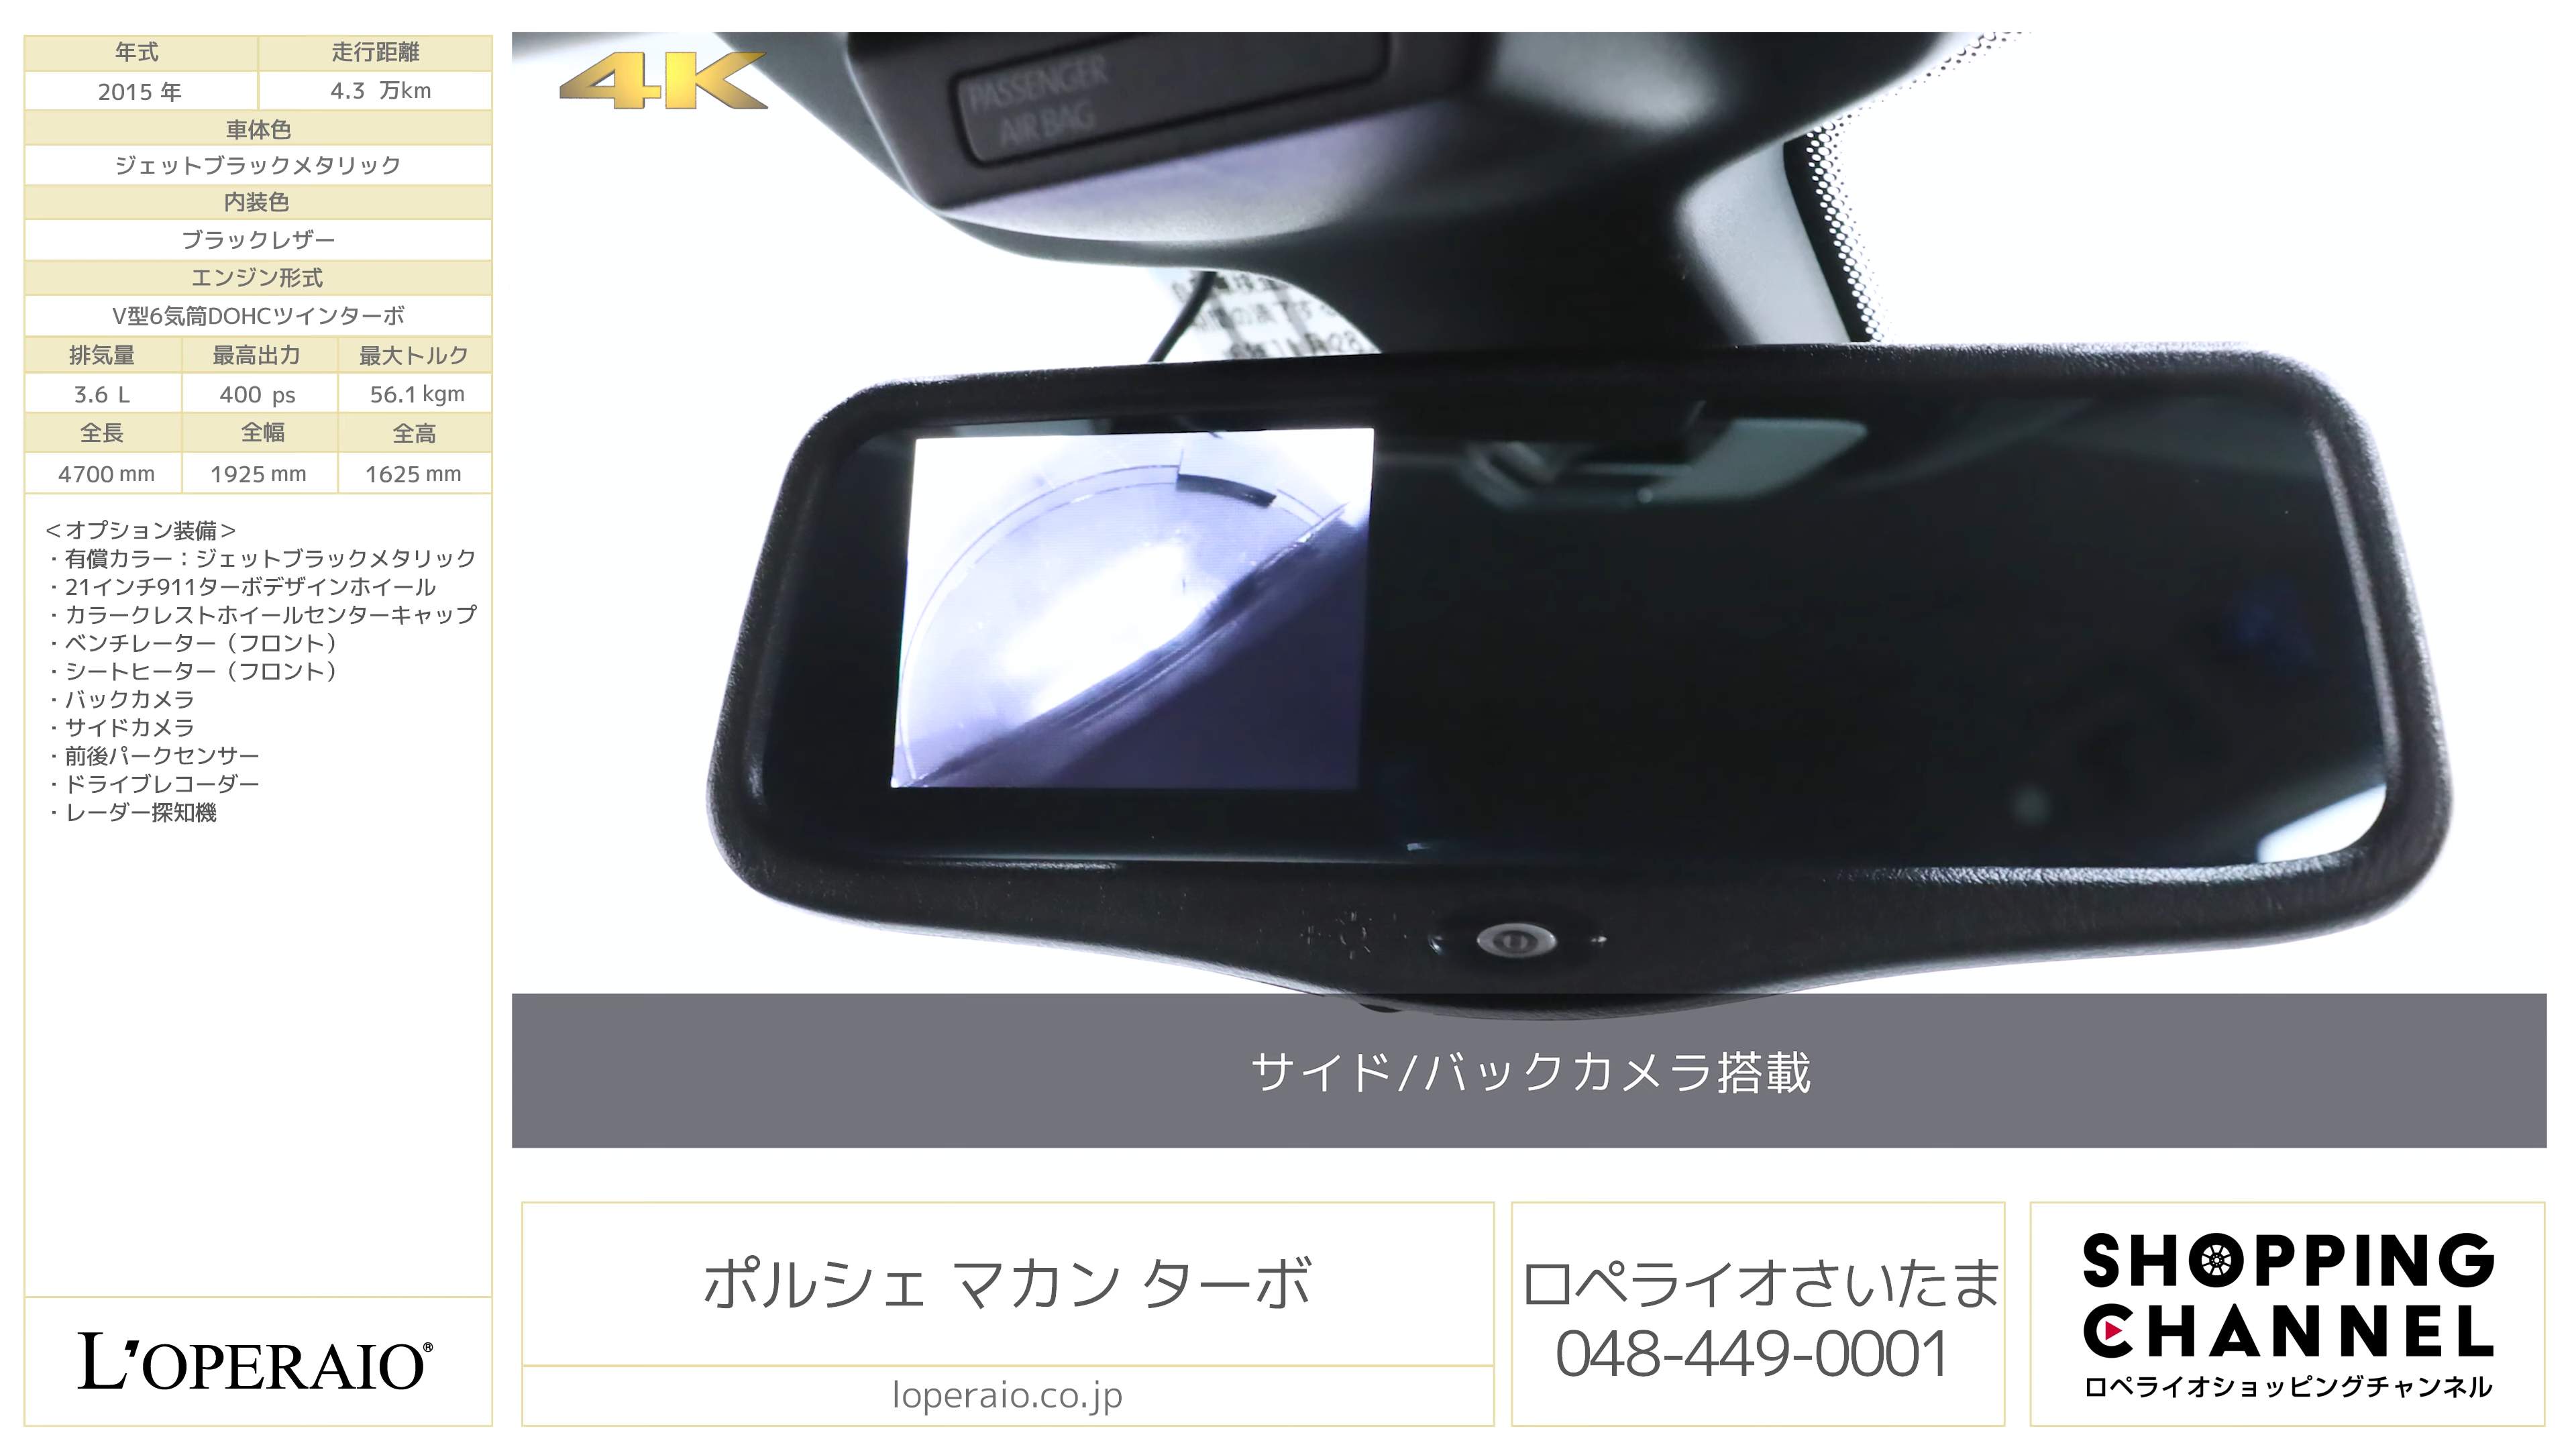 年式 走行距離
2015 年 4.3 万km
車体色
ジェットブラックメタリック
内装色
ブラックレザー
エンジン形式
V型6気筒DOHCツインターボ
排気量 最高出力 最大トルク
3.6 L 400 ps 56.1 kgm
全長 全幅 全高
4700 mm 1925 mm 1625 mm
＜オプション装備＞
・有償カラー：ジェットブラックメタリック
・21インチ911ターボデザインホイール
・カラークレストホイールセンターキャップ
・ベンチレーター（フロント）
・シートヒーター（フロント）
・バックカメラ
・サイドカメラ
・前後パークセンサー
・ドライブレコーダー
・レーダー探知機
L'OPERAIO®
4K
PASSENGER
AIR BAG
サイド/バックカメラ搭載
ポルシェ マカン ターボ
loperaio.co.jp
ロペライオさいたま
048-449-0001
SHOPPING
CHANNEL
ロペライオショッピングチャンネル